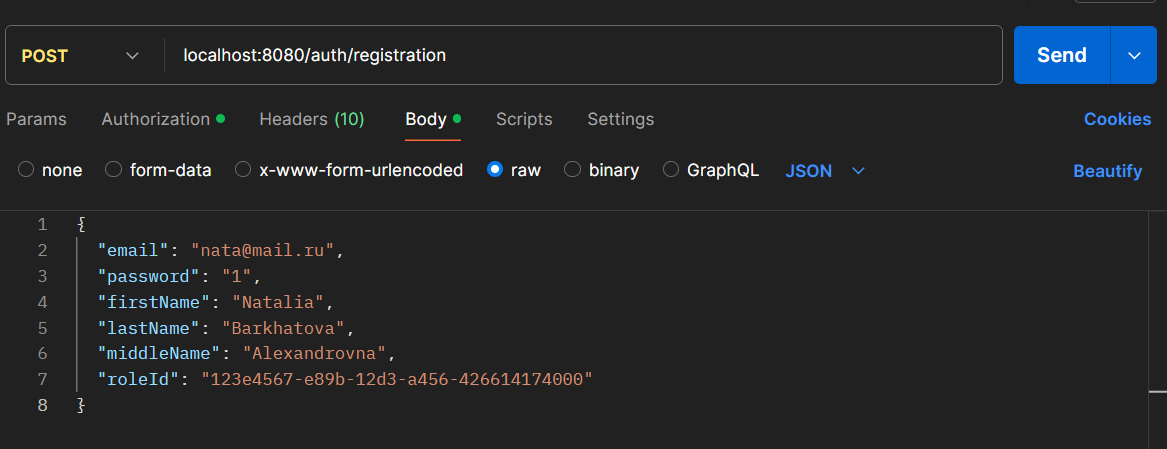 POST localhost:8080/auth/registration Send
Params Authorization Headers (10) Body Scripts Settings Cookies
none form-data x-www-form-urlencoded raw binary GraphQL JSON Beautify
1 {
2 "email": "nata@mail.ru",
3 "password": "1",
4 "firstName": "Natalia",
5 "lastName": "Barkhatova",
6 "middleName": "Alexandrovna",
7 "roleId": "123e4567-e89b-12d3-a456-426614174000"
8 }